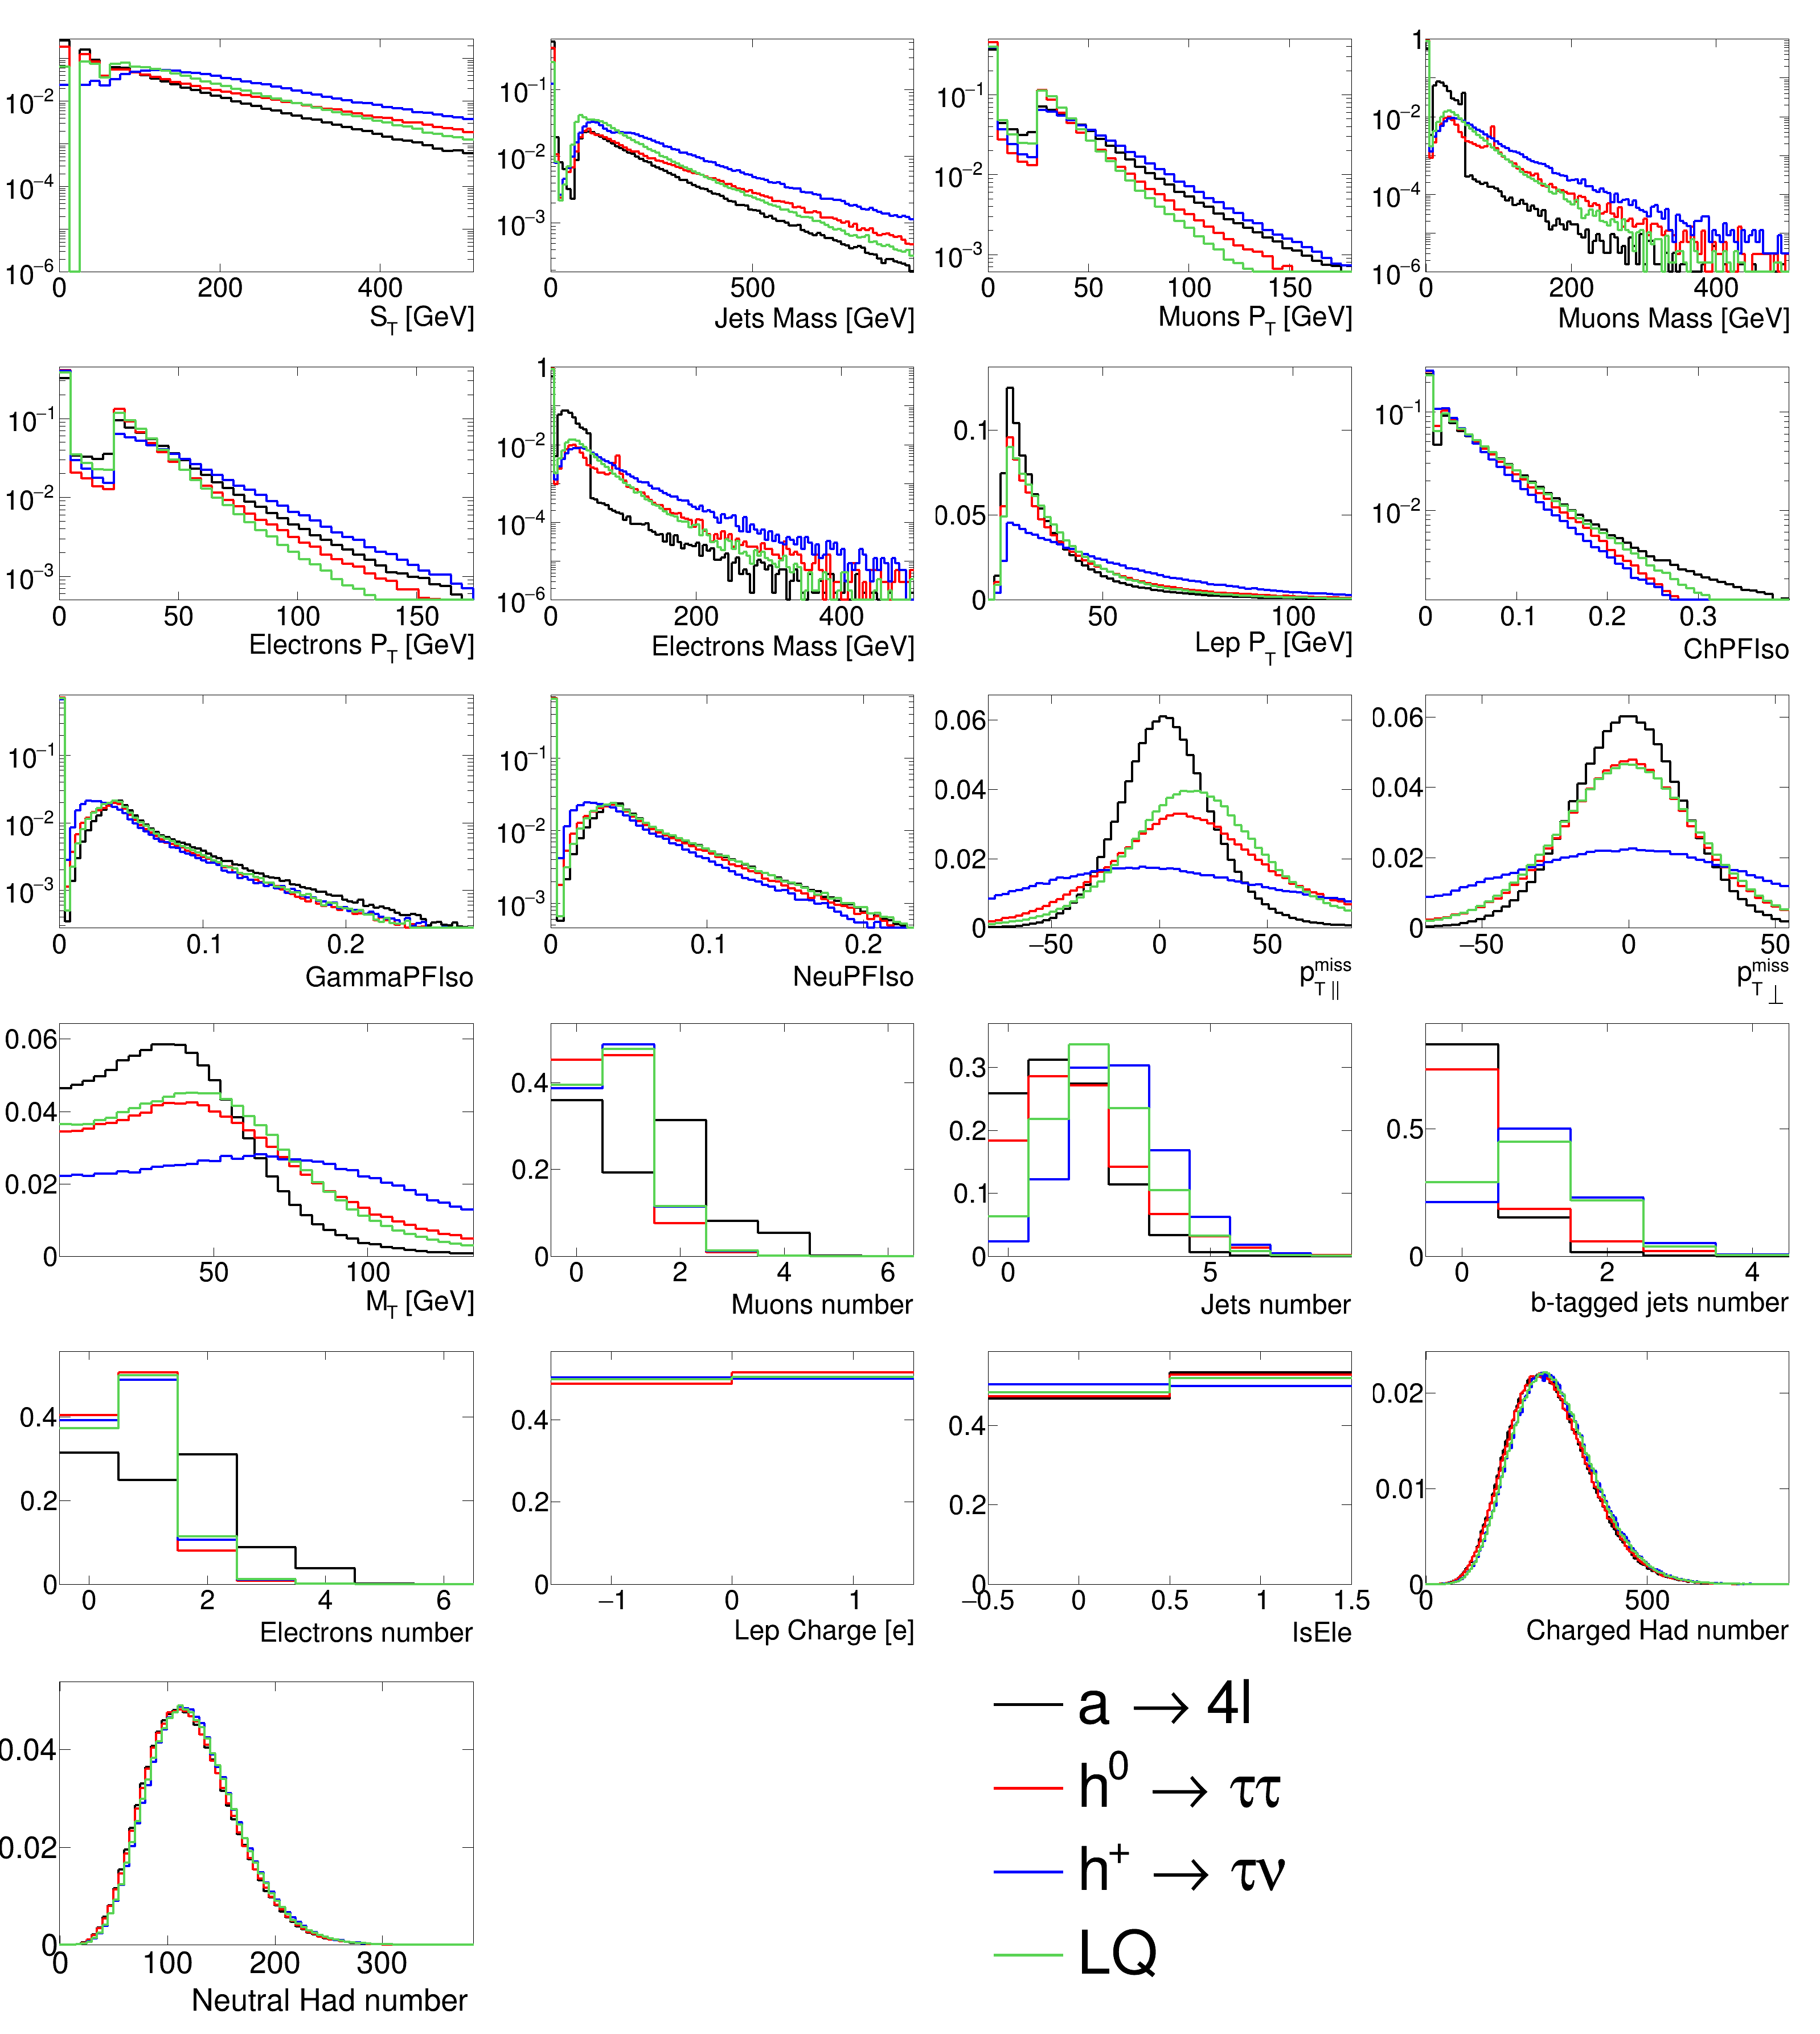 10⁻² 10⁻⁴ 10⁻⁶
0 200 400
S_T [GeV]
10⁻¹ 10⁻² 10⁻³
0 500
Jets Mass [GeV]
10⁻¹ 10⁻² 10⁻³
0 50 100 150
Muons P_T [GeV]
1 10⁻² 10⁻⁴ 10⁻⁶
0 200 400
Muons Mass [GeV]
10⁻¹ 10⁻² 10⁻³
0 50 100 150
Electrons P_T [GeV]
1 10⁻² 10⁻⁴ 10⁻⁶
0 200 400
Electrons Mass [GeV]
0.1 0.05 0
50 100
Lep P_T [GeV]
10⁻¹ 10⁻²
0 0.1 0.2 0.3
ChPFIso
10⁻¹ 10⁻² 10⁻³
0 0.1 0.2
GammaPFIso
10⁻¹ 10⁻² 10⁻³
0 0.1 0.2
NeuPFIso
0.06 0.04 0.02 0
−50 0 50
p_T ∥^miss
0.06 0.04 0.02 0
−50 0 50
p_T ⊥^miss
0.06 0.04 0.02 0
50 100
M_T [GeV]
0.4 0.2 0
0 2 4 6
Muons number
0.3 0.2 0.1 0
0 5
Jets number
0.5 0
0 2 4
b-tagged jets number
0.4 0.2 0
0 2 4 6
Electrons number
0.4 0.2 0
−1 0 1
Lep Charge [e]
0.4 0.2 0
−0.5 0 0.5 1 1.5
IsEle
0.02 0.01 0
0 500
Charged Had number
0.04 0.02 0
0 100 200 300
Neutral Had number
a → 4l
h⁰ → ττ
h⁺ → τν
LQ